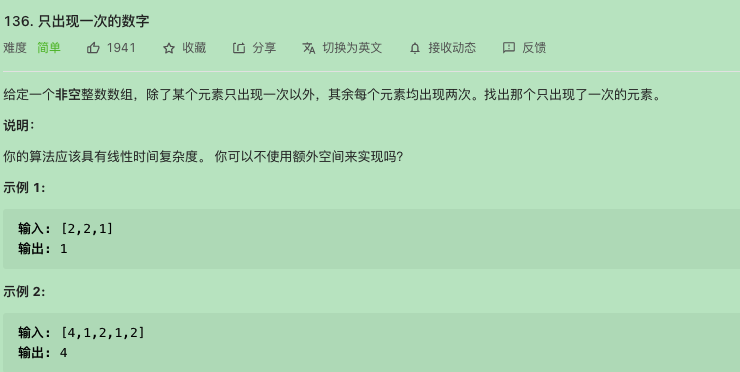 136. 只出现一次的数字
难度 简单 1941 收藏 分享 切换为英文 接收动态 反馈
给定一个非空整数数组，除了某个元素只出现一次以外，其余每个元素均出现两次。找出那个只出现了一次的元素。
说明：
你的算法应该具有线性时间复杂度。 你可以不使用额外空间来实现吗？
示例 1:
输入: [2,2,1]
输出: 1
示例 2:
输入: [4,1,2,1,2]
输出: 4